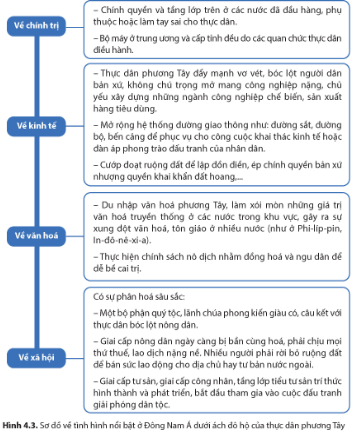 Về chính trị
– Chính quyền và tầng lớp trên ở các nước đã đầu hàng, phụ
thuộc hoặc làm tay sai cho thực dân.
– Bộ máy ở trung ương và cấp tỉnh đều do các quan chức thực dân
điều hành.
Về kinh tế
– Thực dân phương Tây đẩy mạnh vơ vét, bóc lột người dân
bản xứ, không chú trọng mở mang công nghiệp nặng, chủ
yếu xây dựng những ngành công nghiệp chế biến, sản xuất
hàng tiêu dùng.
– Mở rộng hệ thống đường giao thông như: đường sắt, đường
bộ, bến cảng để phục vụ cho công cuộc khai thác kinh tế hoặc
đàn áp phong trào đấu tranh của nhân dân.
– Cướp đoạt ruộng đất để lập đồn điền, ép chính quyền bản xứ
nhượng quyền khai khẩn đất hoang,...
Về văn hoá
– Du nhập văn hoá phương Tây, làm xói mòn những giá trị
văn hoá truyền thống ở các nước trong khu vực, gây ra sự
xung đột văn hoá, tôn giáo ở nhiều nước (như ở Phi-líp-pin,
In-đô-nê-xi-a).
– Thực hiện chính sách nô dịch nhằm đồng hoá và ngu dân để
dễ bề cai trị.
Về xã hội
Có sự phân hoá sâu sắc:
– Một bộ phận quý tộc, lãnh chúa phong kiến giàu có, câu kết với
thực dân bóc lột nông dân.
– Giai cấp nông dân ngày càng bị bần cùng hoá, phải chịu mọi
thứ thuế, lao dịch nặng nề. Nhiều người phải rời bỏ ruộng đất
để bán sức lao động cho địa chủ hay tư bản nước ngoài.
– Giai cấp tư sản, giai cấp công nhân, tầng lớp tiểu tư sản trí thức
hình thành và phát triển, bắt đầu tham gia vào cuộc đấu tranh
giải phóng dân tộc.
Hình 4.3. Sơ đồ về tình hình nổi bật ở Đông Nam Á dưới ách đô hộ của thực dân phương Tây